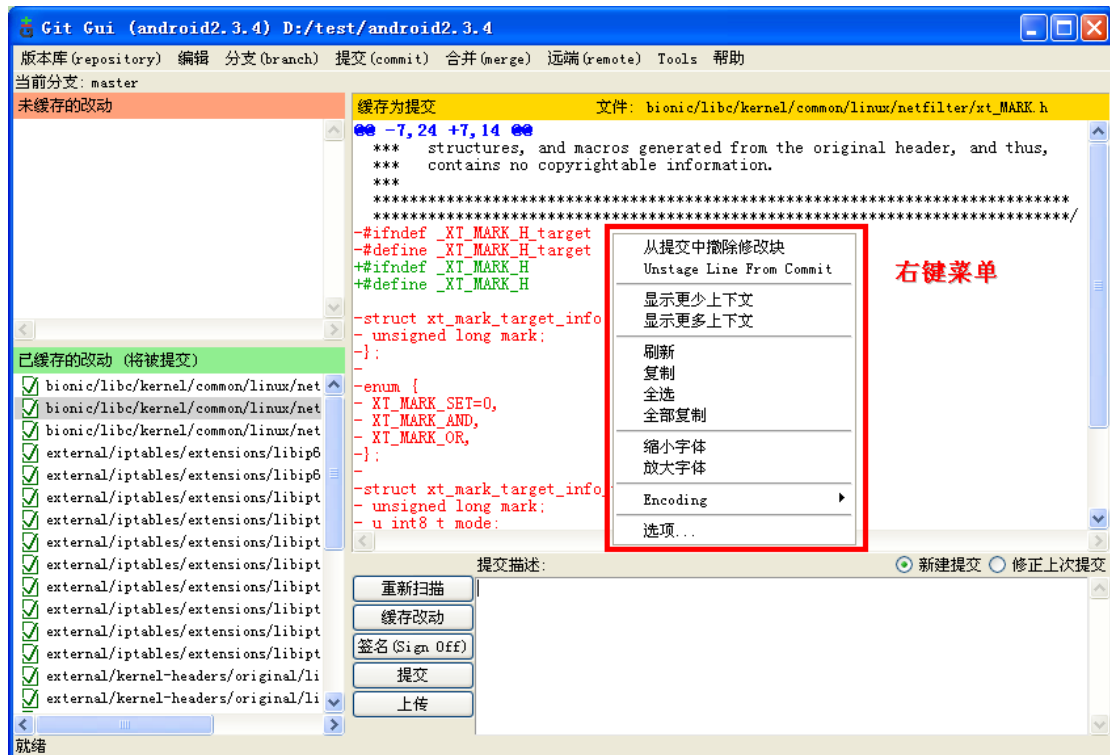 Git Gui (android2.3.4) D:/test/android2.3.4
版本库(repository) 编辑 分支(branch) 提交(commit) 合并(merge) 远端(remote) Tools 帮助
当前分支: master
未缓存的改动
缓存为提交 文件: bionic/libc/kernel/common/linux/netfilter/xt_MARK.h
@@ -7,24 +7,14 @@
*** structures, and macros generated from the original header, and thus,
*** contains no copyrightable information.
***
****************************************************************************
****************************************************************************/
-#ifndef _XT_MARK_H_target
-#define _XT_MARK_H_target
+#ifndef _XT_MARK_H
+#define _XT_MARK_H
-struct xt_mark_target_info
- unsigned long mark;
-};
-
-enum {
- XT_MARK_SET=0,
- XT_MARK_AND,
- XT_MARK_OR,
-};
-
-struct xt_mark_target_info_
- unsigned long mark;
- u_int8_t mode;
从提交中撤除修改块
Unstage Line From Commit
显示更少上下文
显示更多上下文
刷新
复制
全选
全部复制
缩小字体
放大字体
Encoding
选项...
右键菜单
已缓存的改动 (将被提交)
bionic/libc/kernel/common/linux/net
bionic/libc/kernel/common/linux/net
bionic/libc/kernel/common/linux/net
external/iptables/extensions/libip6
external/iptables/extensions/libip6
external/iptables/extensions/libipt
external/iptables/extensions/libipt
external/iptables/extensions/libipt
external/iptables/extensions/libipt
external/iptables/extensions/libipt
external/iptables/extensions/libipt
external/iptables/extensions/libipt
external/iptables/extensions/libipt
external/kernel-headers/original/li
external/kernel-headers/original/li
提交描述: 新建提交 修正上次提交
重新扫描
缓存改动
签名(Sign Off)
提交
上传
就绪